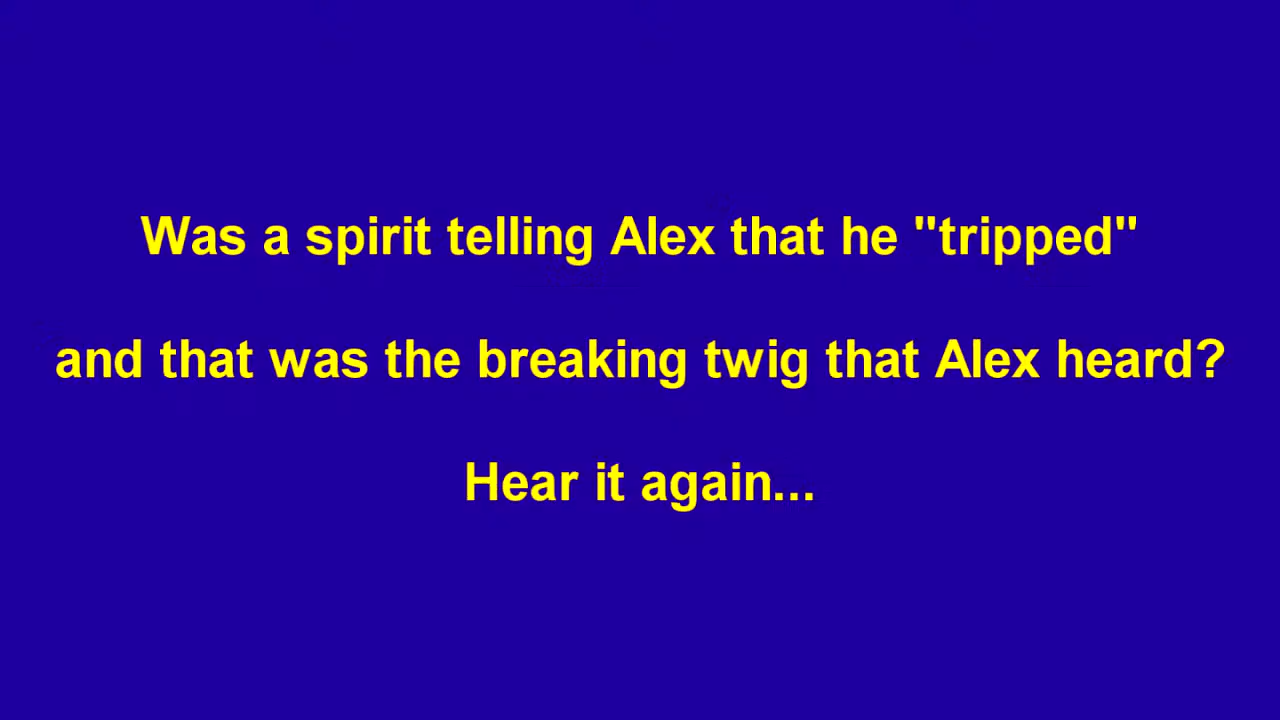 Was a spirit telling Alex that he "tripped"
and that was the breaking twig that Alex heard?
Hear it again...